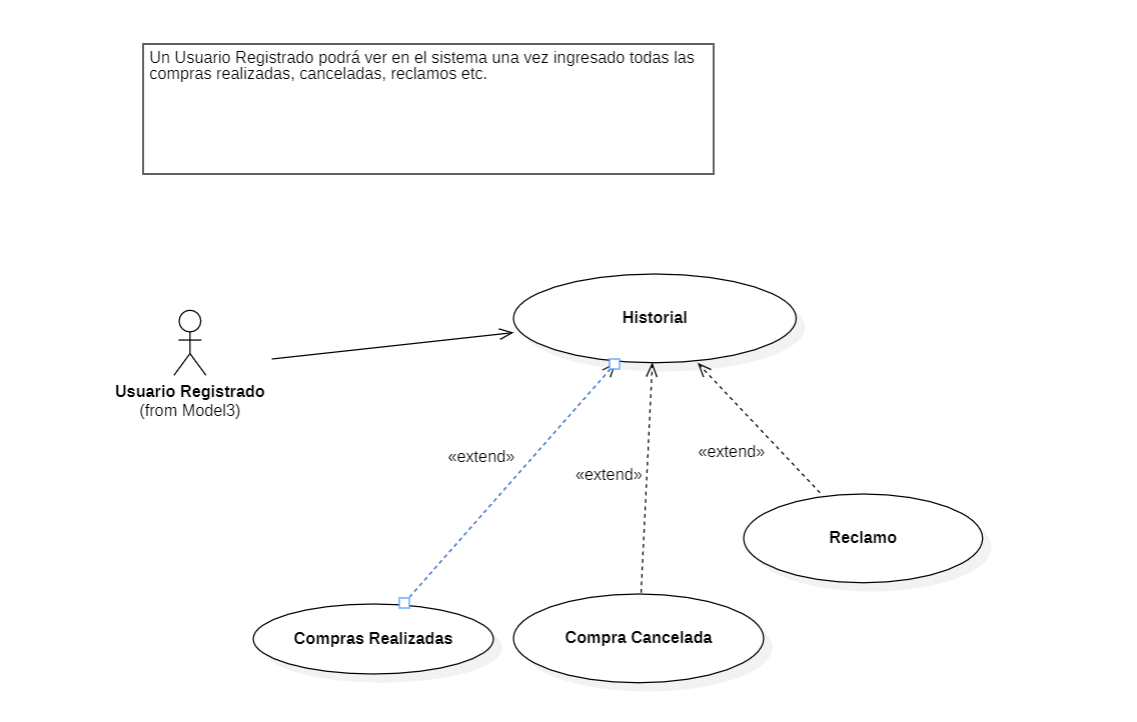 Un Usuario Registrado podrá ver en el sistema una vez ingresado todas las
compras realizadas, canceladas, reclamos etc.
Historial
Usuario Registrado
(from Model3)
«extend»
«extend»
«extend»
Reclamo
Compras Realizadas
Compra Cancelada